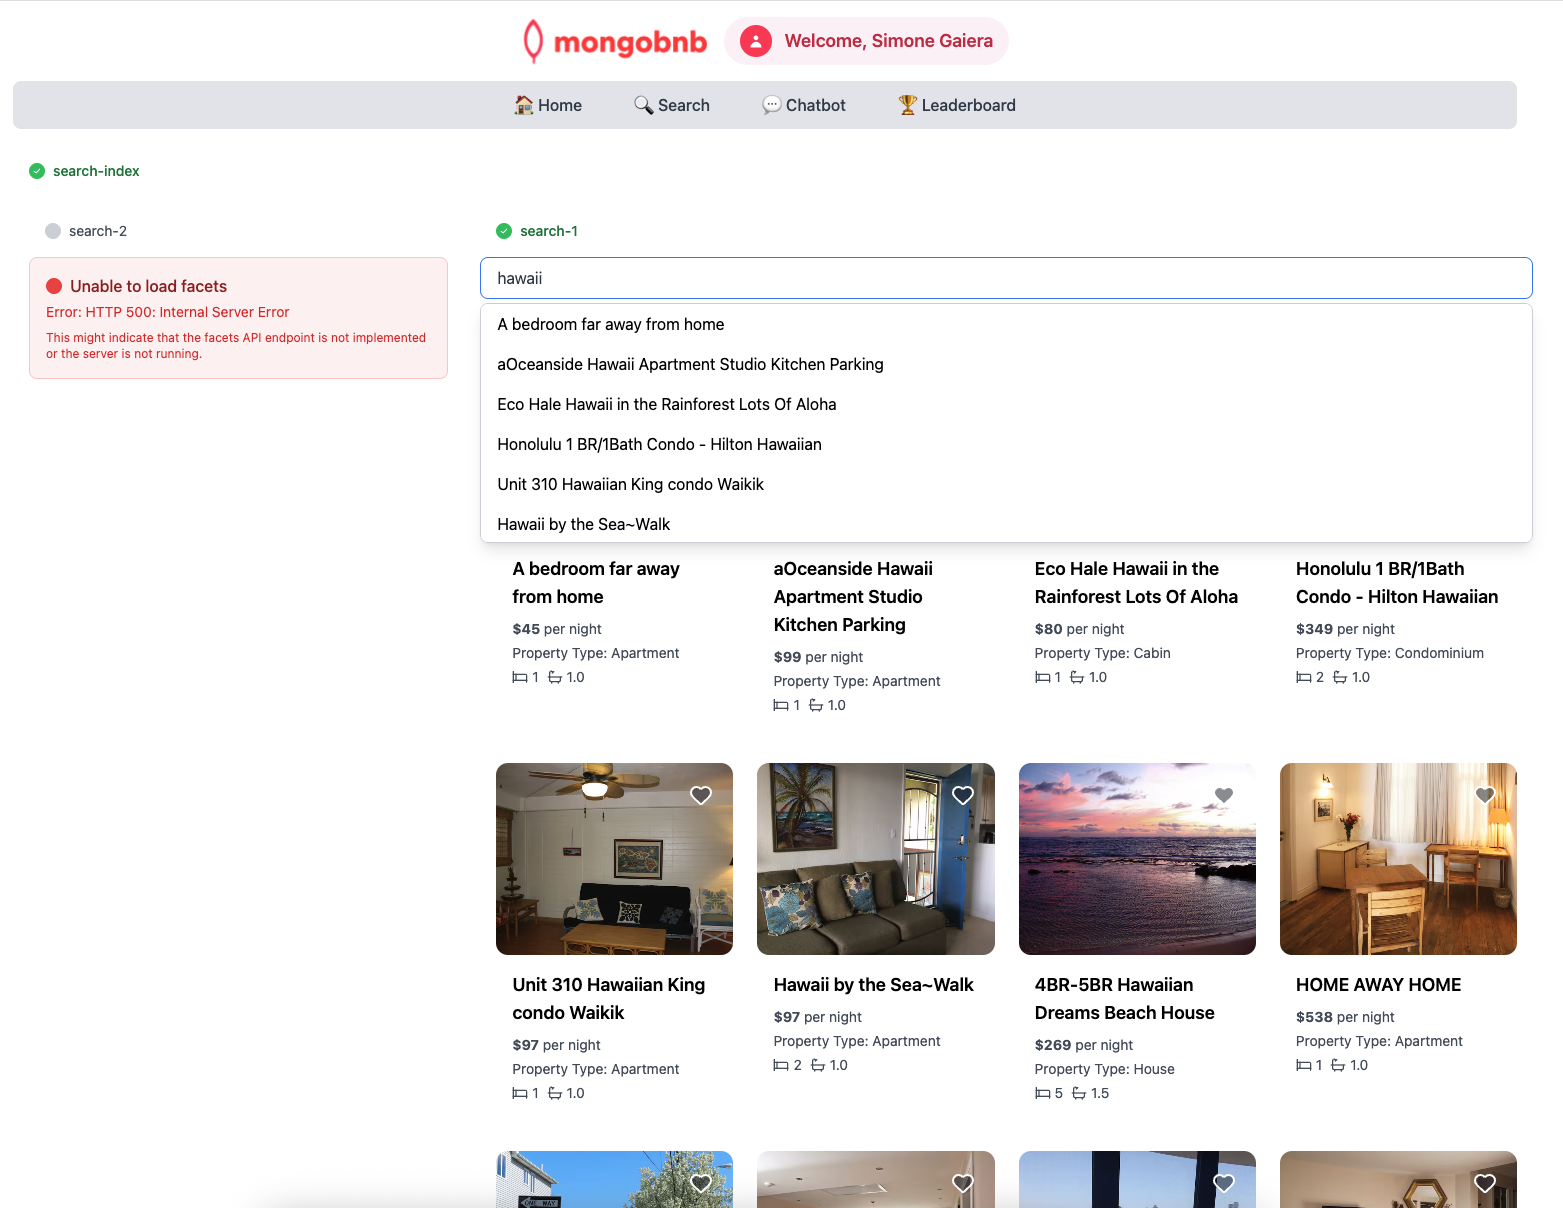 mongobnb
Welcome, Simone Gaiera
Home
Search
Chatbot
Leaderboard
search-index
search-2
Unable to load facets
Error: HTTP 500: Internal Server Error
This might indicate that the facets API endpoint is not implemented
or the server is not running.
search-1
hawaii
A bedroom far away from home
aOceanside Hawaii Apartment Studio Kitchen Parking
Eco Hale Hawaii in the Rainforest Lots Of Aloha
Honolulu 1 BR/1Bath Condo - Hilton Hawaiian
Unit 310 Hawaiian King condo Waikik
Hawaii by the Sea~Walk
A bedroom far away
from home
$45 per night
Property Type: Apartment
1 1.0
aOceanside Hawaii
Apartment Studio
Kitchen Parking
$99 per night
Property Type: Apartment
1 1.0
Eco Hale Hawaii in the
Rainforest Lots Of Aloha
$80 per night
Property Type: Cabin
1 1.0
Honolulu 1 BR/1Bath
Condo - Hilton Hawaiian
$349 per night
Property Type: Condominium
2 1.0
Unit 310 Hawaiian King
condo Waikik
$97 per night
Property Type: Apartment
1 1.0
Hawaii by the Sea~Walk
$97 per night
Property Type: Apartment
2 1.0
4BR-5BR Hawaiian
Dreams Beach House
$269 per night
Property Type: House
5 1.5
HOME AWAY HOME
$538 per night
Property Type: Apartment
1 1.0
ONE WAY